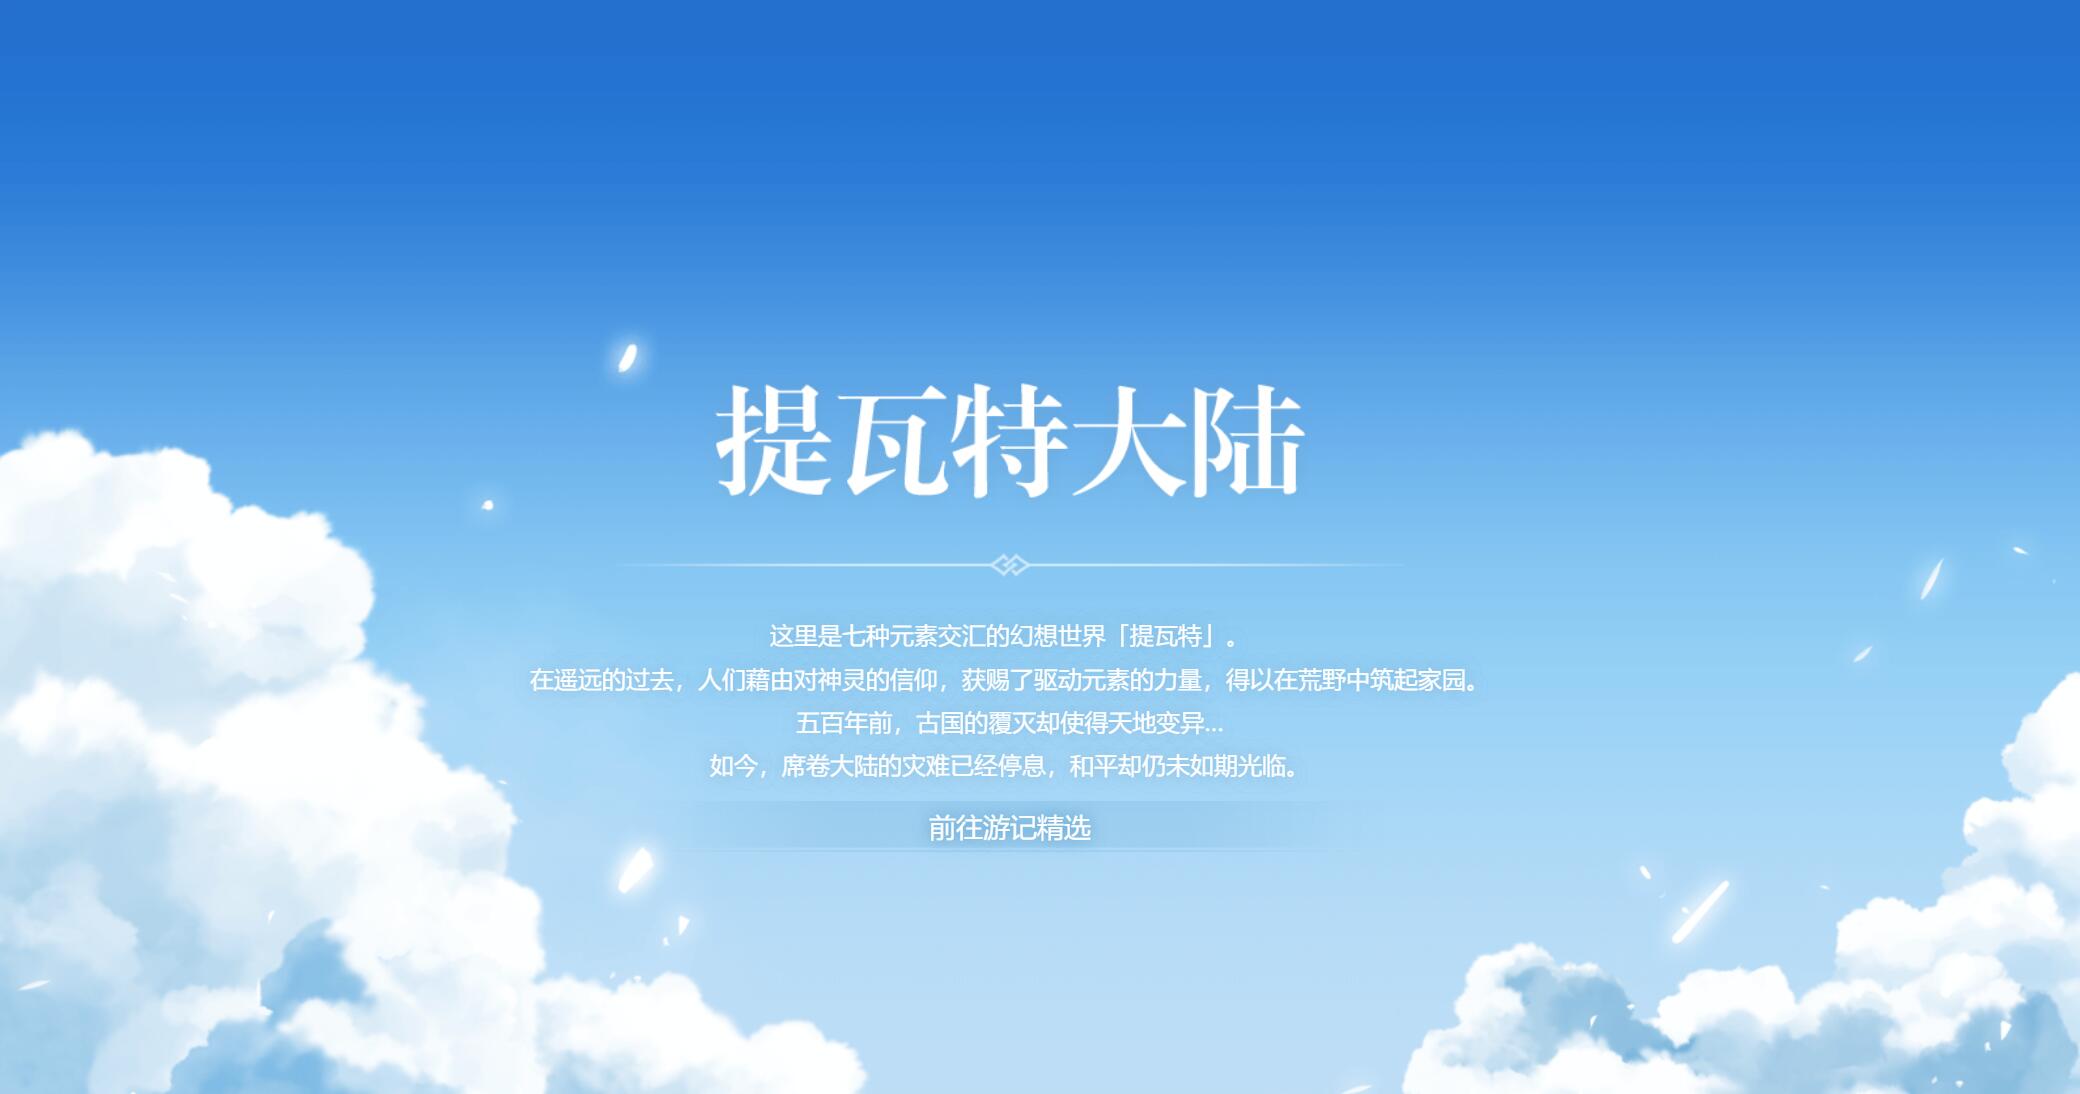 提瓦特大陆
这里是七种元素交汇的幻想世界「提瓦特」。
在遥远的过去，人们藉由对神灵的信仰，获赐了驱动元素的力量，得以在荒野中筑起家园。
五百年前，古国的覆灭却使得天地变异...
如今，席卷大陆的灾难已经停息，和平却仍未如期光临。
前往游记精选